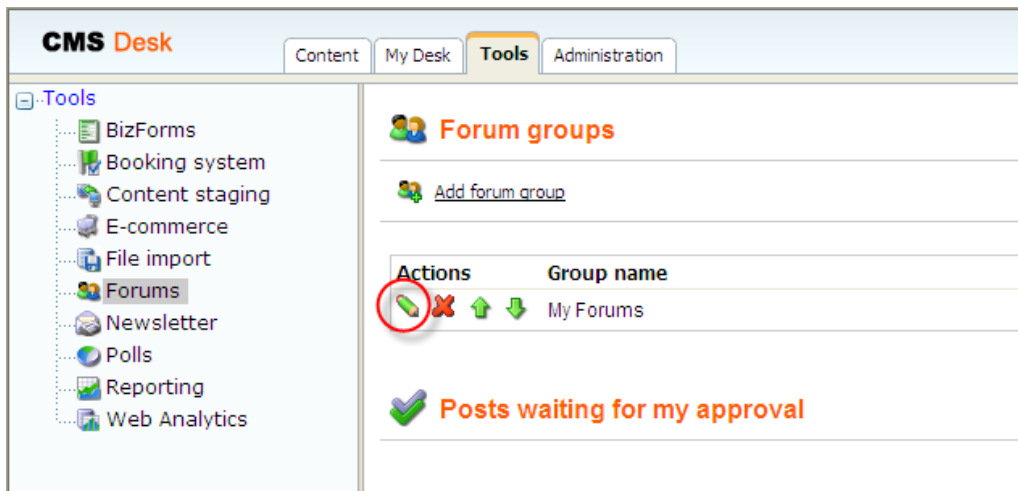 CMS Desk
Content My Desk Tools Administration
Tools
BizForms
Booking system
Content staging
E-commerce
File import
Forums
Newsletter
Polls
Reporting
Web Analytics
Forum groups
Add forum group
Actions Group name
My Forums
Posts waiting for my approval